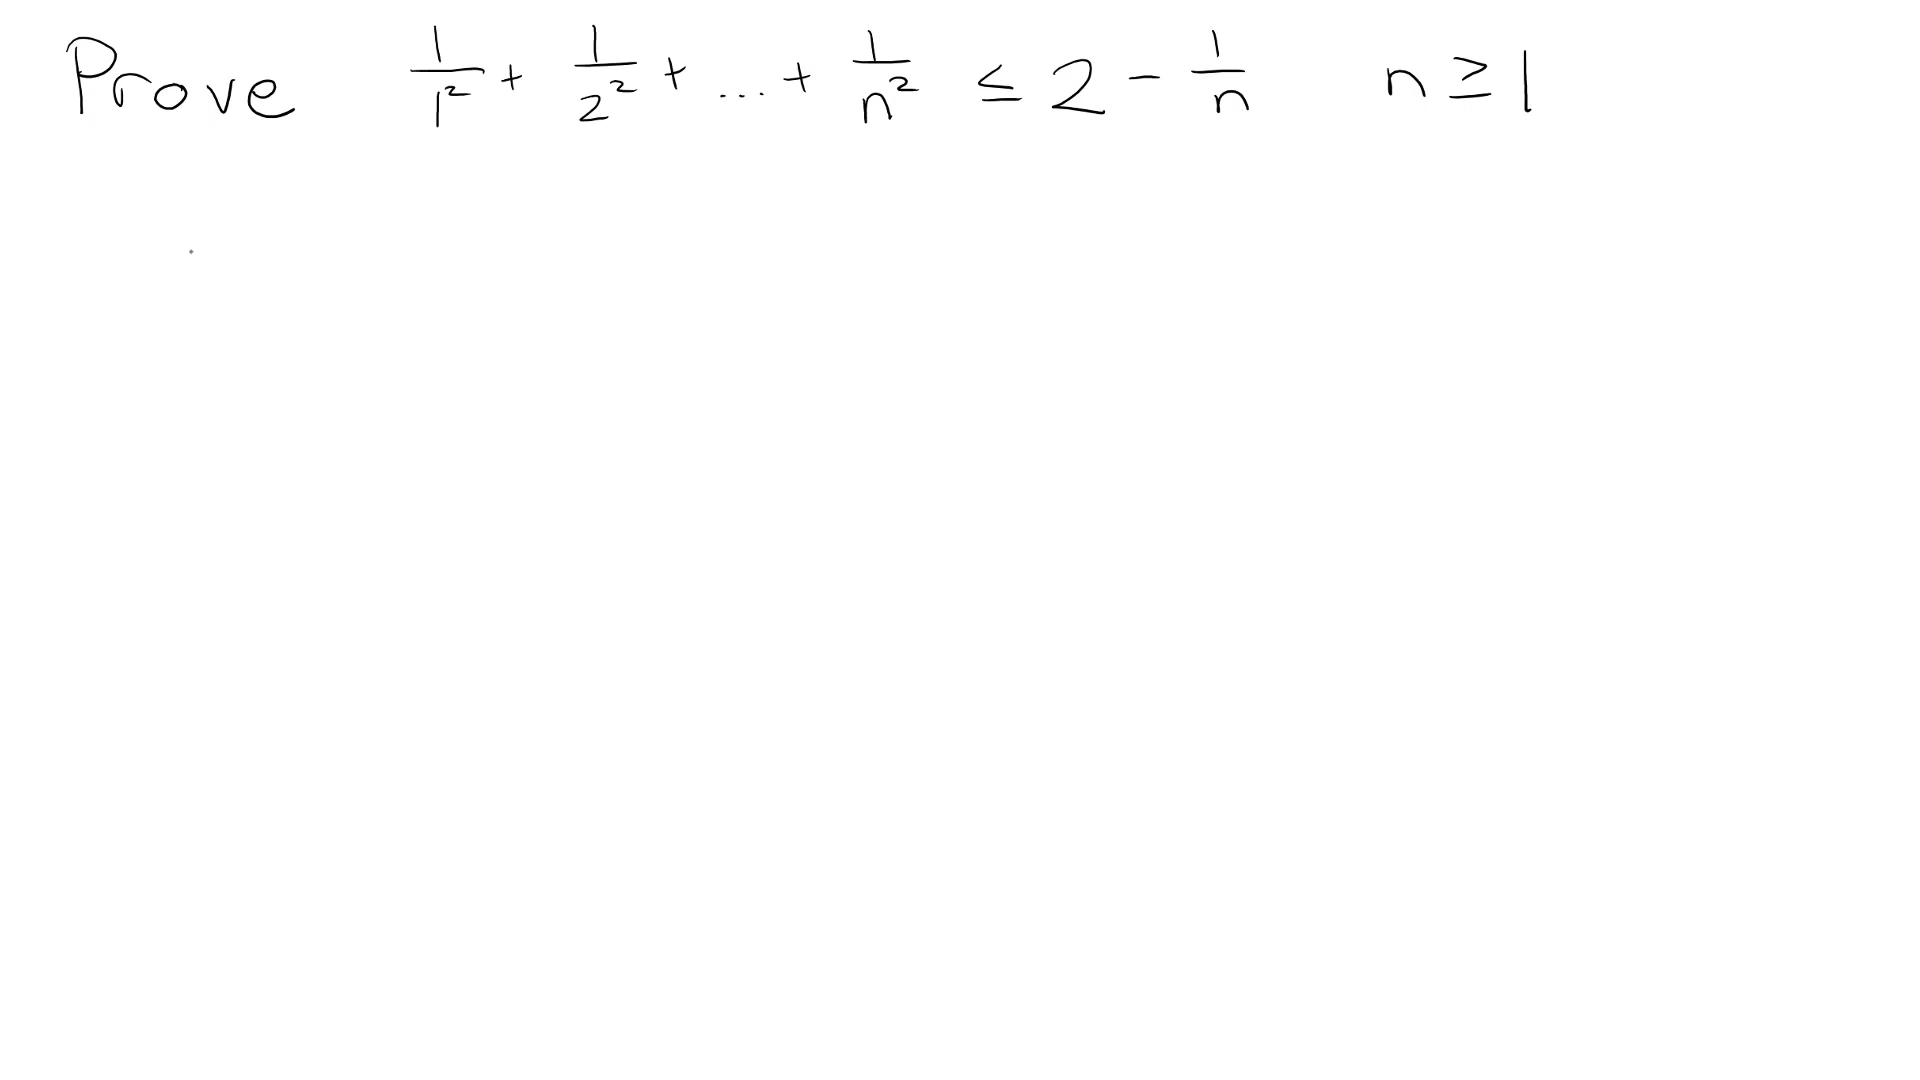 Prove 1/1² + 1/2² + ... + 1/n² ≤ 2 - 1/n n ≥ 1